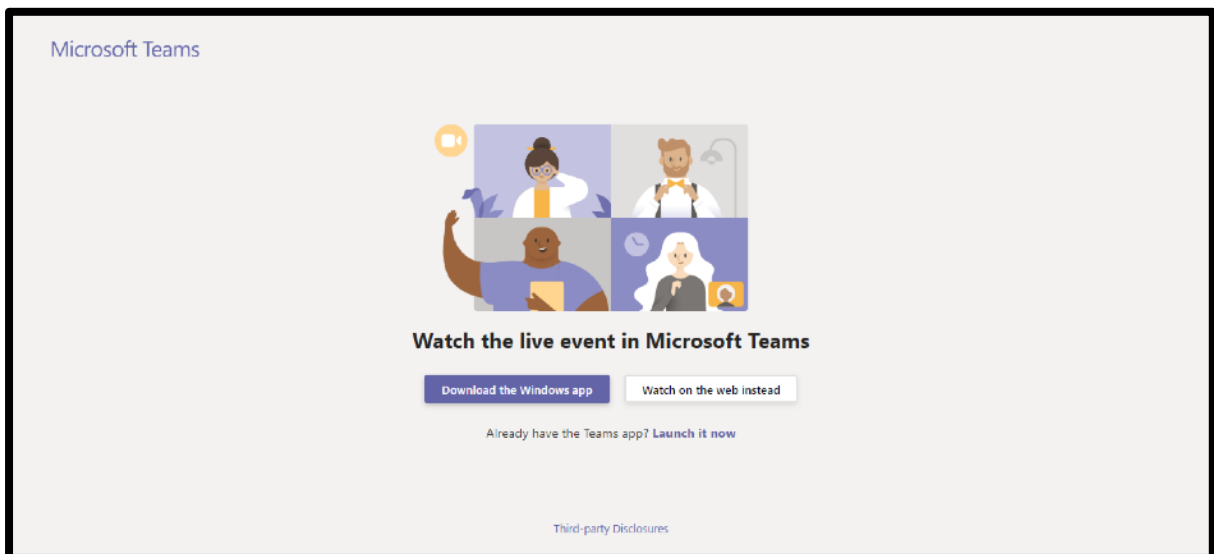 Microsoft Teams
Watch the live event in Microsoft Teams
Download the Windows app
Watch on the web instead
Already have the Teams app? Launch it now
Third-party Disclosures